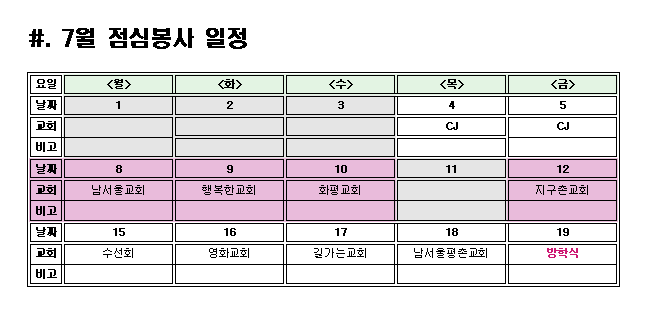 #. 7월 점심봉사 일정
요일 <월> <화> <수> <목> <금>
날짜 1 2 3 4 5
교회 CJ CJ
비고
날짜 8 9 10 11 12
교회 남서울교회 행복한교회 화평교회 지구촌교회
비고
날짜 15 16 17 18 19
교회 수선회 영화교회 길가는교회 남서울평촌교회 방학식
비고